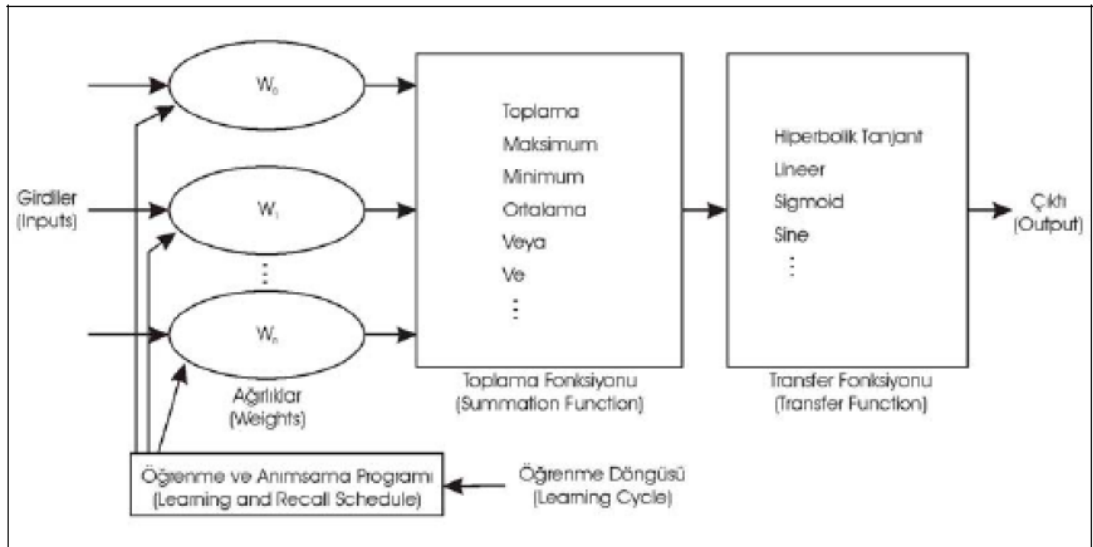 W₀
Toplama
Maksimum
Minimum
Ortalama
Veya
Ve
Hiperbolik Tanjant
Lineer
Sigmoid
Sine
Girdiler
(Inputs)
W₁
Çıktı
(Output)
Wₙ
Ağırlıklar
(Weights)
Toplama Fonksiyonu
(Summation Function)
Transfer Fonksiyonu
(Transfer Function)
Öğrenme ve Anımsama Programı
(Learning and Recall Schedule)
Öğrenme Döngüsü
(Learning Cycle)